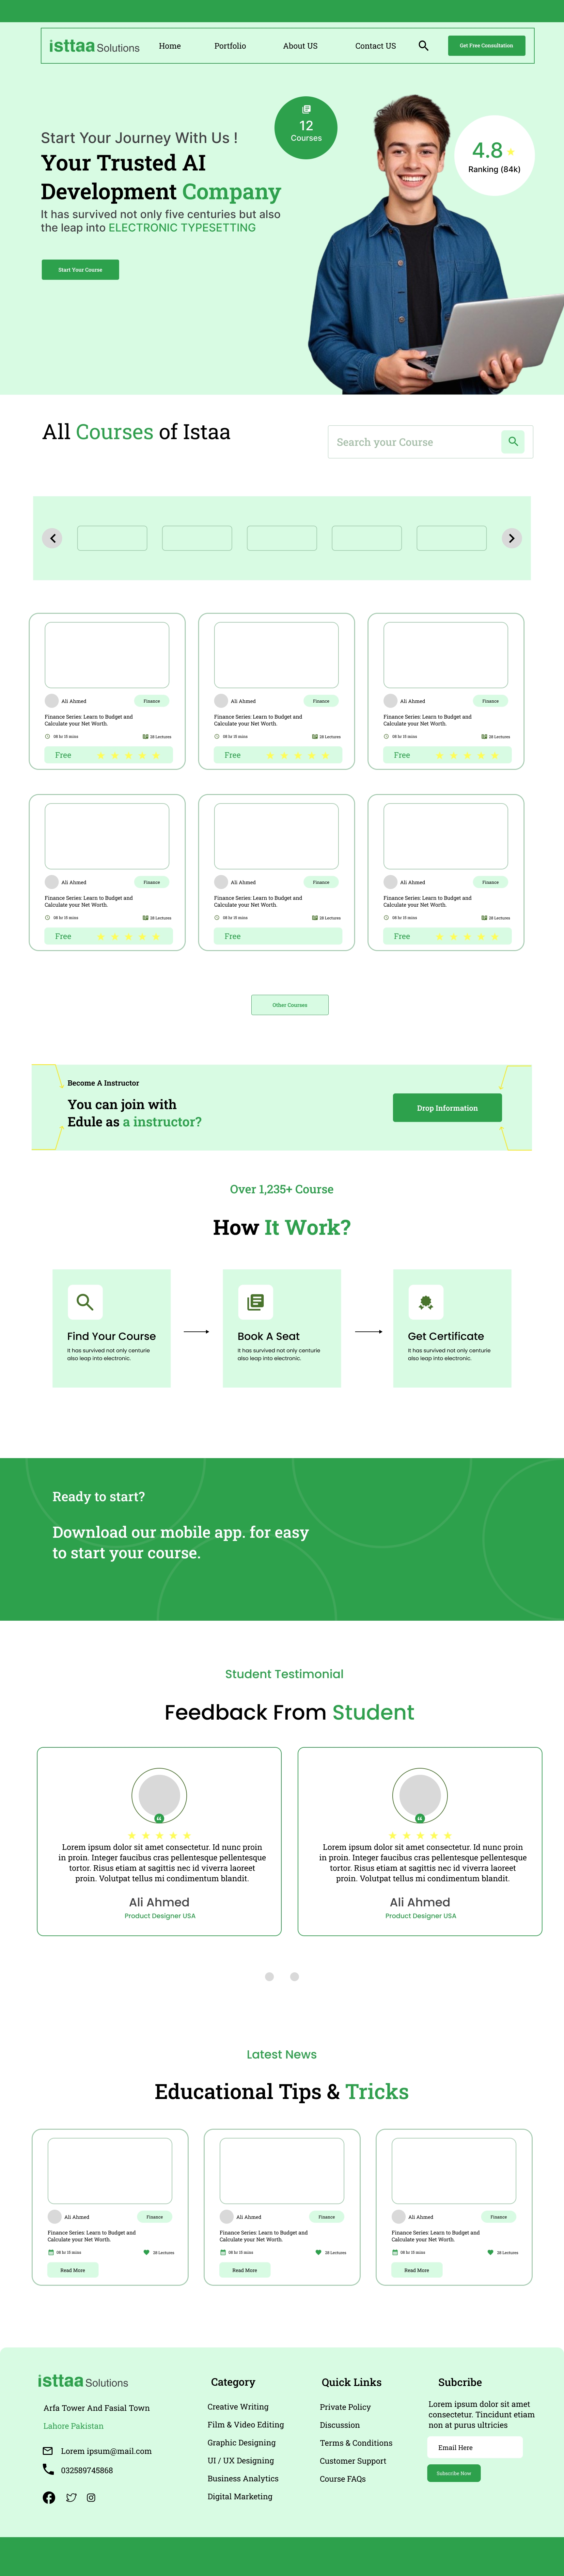 isttaa Solutions
Home
Portfolio
About US
Contact US
Get Free Consultation
12
Courses
4.8
Ranking (84k)
Start Your Journey With Us !
Your Trusted AI
Development Company
It has survived not only five centuries but also
the leap into ELECTRONIC TYPESETTING
Start Your Course
All Courses of Istaa
Search your Course
Ali Ahmed
Finance
Finance Series: Learn to Budget and
Calculate your Net Worth.
08 hr 15 mins
28 Lectures
Free
Ali Ahmed
Finance
Finance Series: Learn to Budget and
Calculate your Net Worth.
08 hr 15 mins
28 Lectures
Free
Ali Ahmed
Finance
Finance Series: Learn to Budget and
Calculate your Net Worth.
08 hr 15 mins
28 Lectures
Free
Ali Ahmed
Finance
Finance Series: Learn to Budget and
Calculate your Net Worth.
08 hr 15 mins
28 Lectures
Free
Ali Ahmed
Finance
Finance Series: Learn to Budget and
Calculate your Net Worth.
08 hr 15 mins
28 Lectures
Free
Ali Ahmed
Finance
Finance Series: Learn to Budget and
Calculate your Net Worth.
08 hr 15 mins
28 Lectures
Free
Other Courses
Become A Instructor
You can join with
Edule as a instructor?
Drop Information
Over 1,235+ Course
How It Work?
Find Your Course
It has survived not only centurie
also leap into electronic.
Book A Seat
It has survived not only centurie
also leap into electronic.
Get Certificate
It has survived not only centurie
also leap into electronic.
Ready to start?
Download our mobile app. for easy
to start your course.
Student Testimonial
Feedback From Student
Lorem ipsum dolor sit amet consectetur. Id nunc proin
in proin. Integer faucibus cras pellentesque pellentesque
tortor. Risus etiam at sagittis nec id viverra laoreet
proin. Volutpat tellus mi condimentum blandit.
Ali Ahmed
Product Designer USA
Lorem ipsum dolor sit amet consectetur. Id nunc proin
in proin. Integer faucibus cras pellentesque pellentesque
tortor. Risus etiam at sagittis nec id viverra laoreet
proin. Volutpat tellus mi condimentum blandit.
Ali Ahmed
Product Designer USA
Latest News
Educational Tips & Tricks
Ali Ahmed
Finance
Finance Series: Learn to Budget and
Calculate your Net Worth.
08 hr 15 mins
28 Lectures
Read More
Ali Ahmed
Finance
Finance Series: Learn to Budget and
Calculate your Net Worth.
08 hr 15 mins
28 Lectures
Read More
Ali Ahmed
Finance
Finance Series: Learn to Budget and
Calculate your Net Worth.
08 hr 15 mins
28 Lectures
Read More
isttaa Solutions
Arfa Tower And Fasial Town
Lahore Pakistan
Lorem ipsum@mail.com
032589745868
Category
Creative Writing
Film & Video Editing
Graphic Designing
UI / UX Designing
Business Analytics
Digital Marketing
Quick Links
Private Policy
Discussion
Terms & Conditions
Customer Support
Course FAQs
Subcribe
Lorem ipsum dolor sit amet
consectetur. Tincidunt etiam
non at purus ultricies
Email Here
Subscribe Now